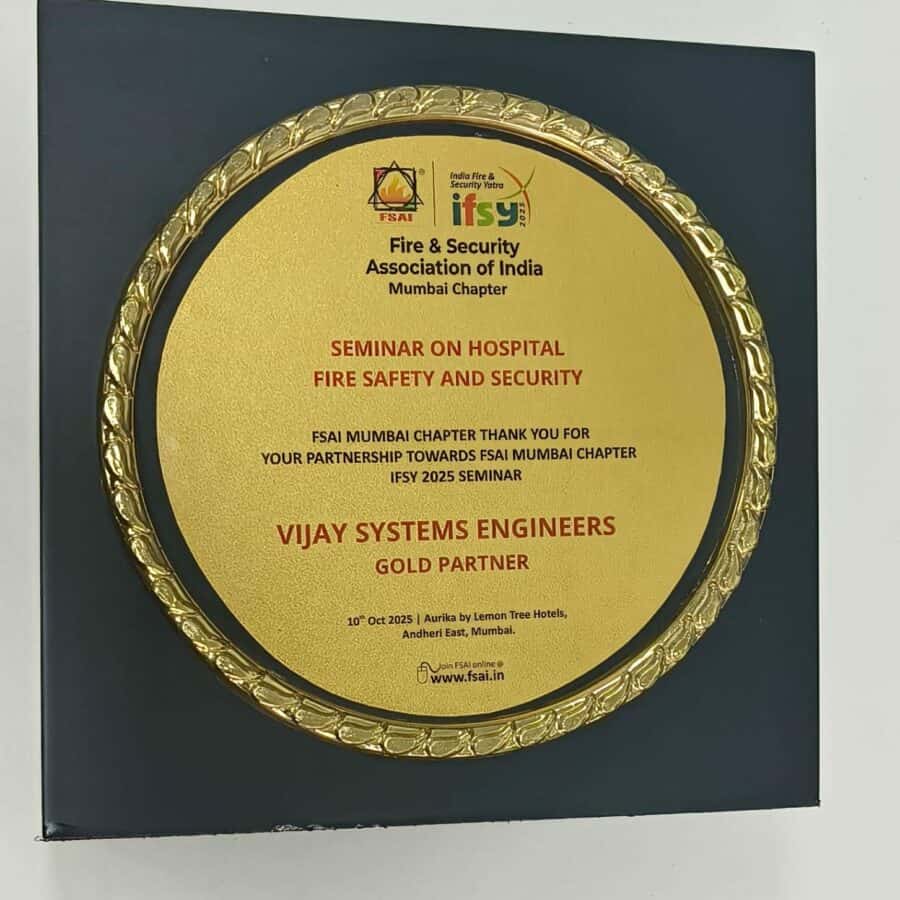 FSAI
®
India Fire &
Security Yatra
ifsy
2025
Fire & Security
Association of India
Mumbai Chapter
SEMINAR ON HOSPITAL
FIRE SAFETY AND SECURITY
FSAI MUMBAI CHAPTER THANK YOU FOR
YOUR PARTNERSHIP TOWARDS FSAI MUMBAI CHAPTER
IFSY 2025 SEMINAR
VIJAY SYSTEMS ENGINEERS
GOLD PARTNER
10th Oct 2025 | Aurika by Lemon Tree Hotels,
Andheri East, Mumbai.
Join FSAI online @
www.fsai.in